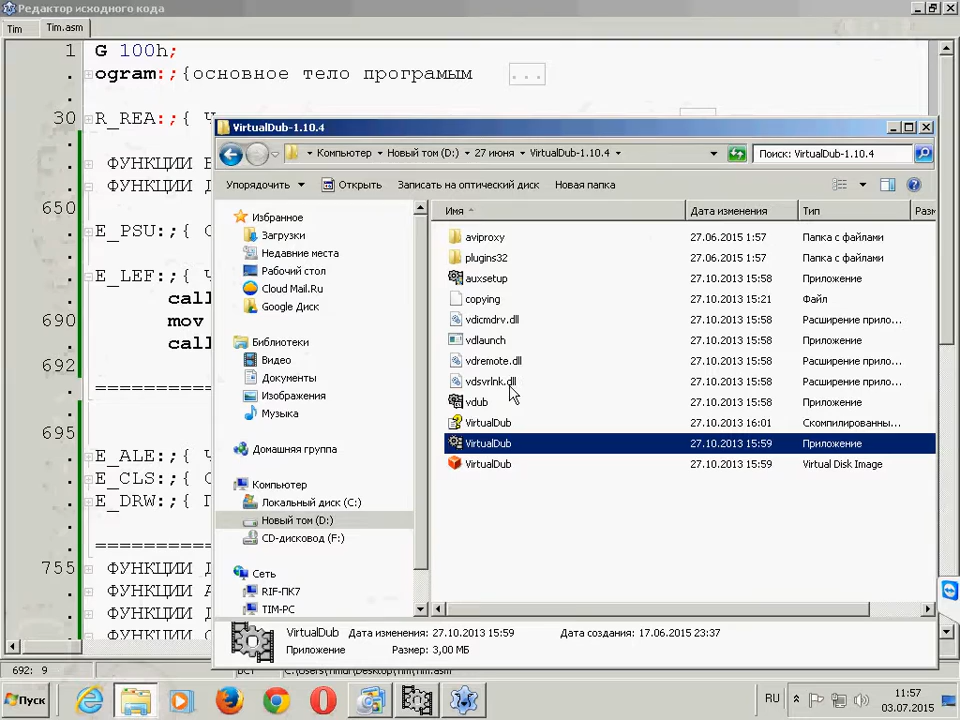 Редактор исходного кода
Tim
Tim.asm
1 G 100h;
. ogram:;{основное тело програмым ...
.
30 R_REA:;{ Ч
.
. ФУНКЦИИ В
. ФУНКЦИИ Д
650
. E_PSU:;{ С
.
. E_LEF:;{ Ч
. call
690 mov
. call
692
. ============
.
695
. E_ALE:;{ Ч
. E_CLS:;{ С
. E_DRW:;{ П
.
. ============
755 ФУНКЦИИ Д
. ФУНКЦИИ А
. ФУНКЦИИ Д
. ФУНКЦИИ
VirtualDub-1.10.4
Компьютер
Новый том (D:)
27 июня
VirtualDub-1.10.4
Поиск: VirtualDub-1.10.4
Упорядочить
Открыть
Записать на оптический диск
Новая папка
Избранное
Загрузки
Недавние места
Рабочий стол
Cloud Mail.Ru
Google Диск
Библиотеки
Видео
Документы
Изображения
Музыка
Домашняя группа
Компьютер
Локальный диск (C:)
Новый том (D:)
CD-дисковод (F:)
Сеть
RIF-ПК7
TIM-PC
Имя Дата изменения Тип Разм
aviproxy 27.06.2015 1:57 Папка с файлами
plugins32 27.06.2015 1:57 Папка с файлами
auxsetup 27.10.2013 15:58 Приложение
copying 27.10.2013 15:21 Файл
vdicmdrv.dll 27.10.2013 15:58 Расширение прило...
vdlaunch 27.10.2013 15:58 Приложение
vdremote.dll 27.10.2013 15:58 Расширение прило...
vdsvrlnk.dll 27.10.2013 15:58 Расширение прило...
vdub 27.10.2013 15:58 Приложение
VirtualDub 27.10.2013 16:01 Скомпилированны...
VirtualDub 27.10.2013 15:59 Приложение
VirtualDub 27.10.2013 15:59 Virtual Disk Image
VirtualDub Дата изменения: 27.10.2013 15:59 Дата создания: 17.06.2015 23:37
Приложение Размер: 3,00 МБ
692: 9
ВСТ
C:\Users\Timur\Desktop\Tim\Tim.asm
Пуск
RU
11:57
03.07.2015